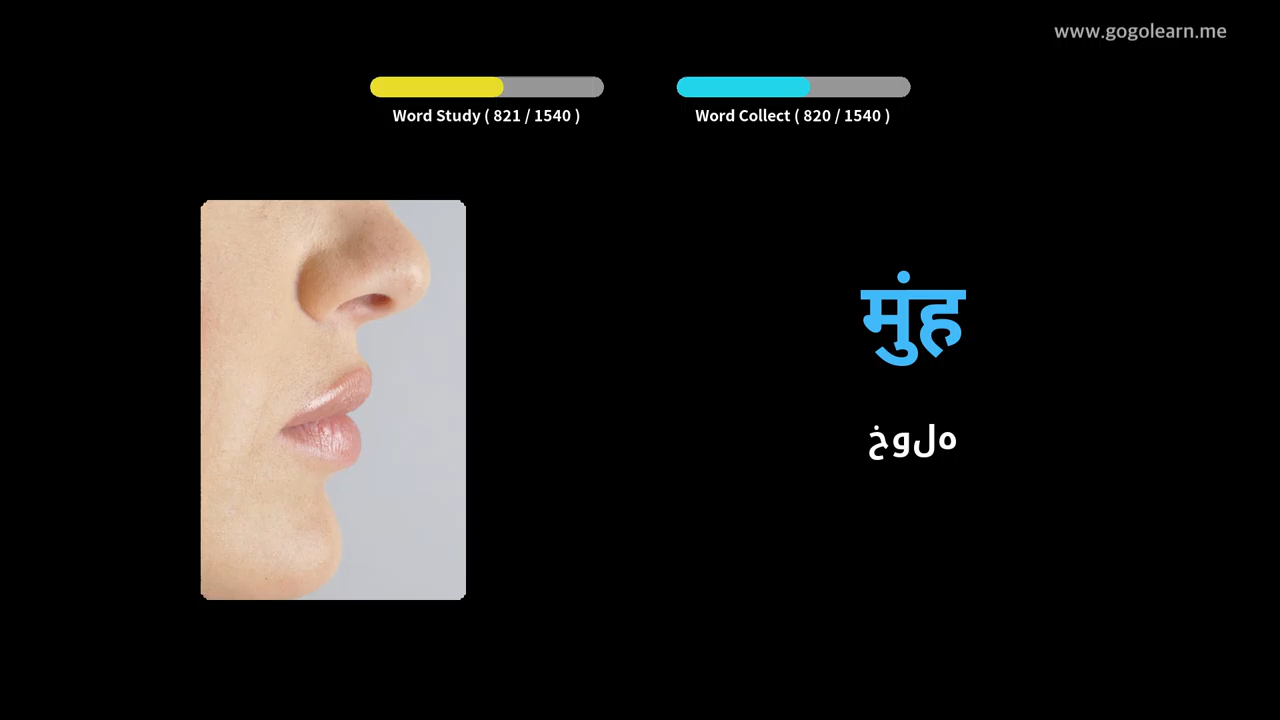 www.gogolearn.me
Word Study ( 821 / 1540 )
Word Collect ( 820 / 1540 )
मुंह
خوله